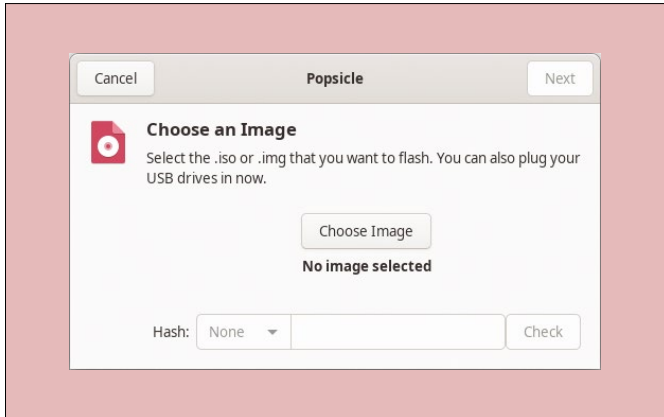 Cancel Popsicle Next
Choose an Image
Select the .iso or .img that you want to flash. You can also plug your
USB drives in now.
Choose Image
No image selected
Hash: None Check